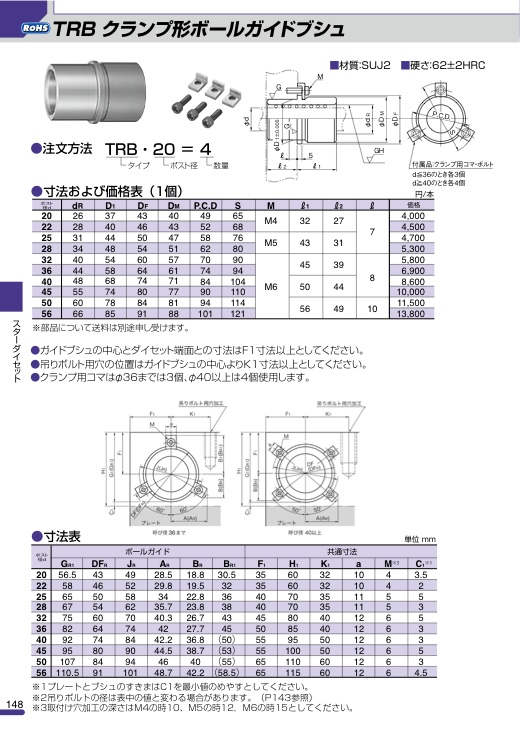 RoHS TRB クランプ形ボールガイドブシュ
■材質:SUJ2 ■硬さ:62±2HRC
M
G
φd
φD1±0.005
G
φdR
φDM
φDF
P.C.D
S
ℓ 5
GH
ℓ2 ℓ1
●注文方法 TRB・20 = 4
タイプ ポスト径 数量
付属品:クランプ用コマ・ボルト
d≦36のとき各3個
d≧40のとき各4個
●寸法および価格表(1個)
円/本
ポスト径d dR D1 DF DM P.C.D S M ℓ1 ℓ2 ℓ 価格
20 26 37 43 40 49 65 M4 32 27 7 4,000
22 28 40 46 43 52 68 4,500
25 31 44 50 47 58 76 M5 43 31 4,700
28 34 48 54 51 62 80 5,300
32 40 54 60 57 70 90 M6 45 39 8 5,800
36 44 58 64 61 74 94 6,900
40 48 68 74 71 84 104 50 44 8,600
45 55 74 80 77 90 110 10,000
50 60 78 84 81 94 114 56 49 10 11,500
56 66 85 91 88 101 121 13,800
※部品について送料は別途申し受けます。
●ガイドブシュの中心とダイセット端面との寸法はF1寸法以上としてください。
●吊りボルト用穴の位置はガイドブシュの中心よりK1寸法以上としてください。
●クランプ用コマはφ36までは3個、φ40以上は4個使用します。
スターダイセット
吊りボルト用穴加工 吊りボルト用穴加工
F1 K1 F1 K1
M a M
H1 F1 H1 F1
60° 60° 60° 60°
プレート プレート
呼び径36まで 呼び径40以上
●寸法表
単位 mm
ポスト径d ボールガイド 共通寸法
GR1 DFR JR AR BR BR1 F1 H1 K1 a M※3 C1※1
20 56.5 43 49 28.5 18.8 30.5 35 60 32 10 4 3.5
22 58 46 52 29.8 19.5 32 35 60 32 10 4 2
25 65 50 58 34 22.8 36 40 70 35 11 5 5
28 67 54 62 35.7 23.8 38 40 70 35 11 5 3
32 75 60 70 40.3 26.7 43 45 80 40 12 6 5
36 82 64 74 42 27.7 45 50 85 40 12 6 3
40 92 74 84 42.2 36.8 (50) 55 95 50 12 6 3
45 95 80 90 44.5 38.7 (53) 55 100 50 12 6 5
50 107 84 94 46 40 (55) 65 110 60 12 6 3
56 110.5 91 101 48.7 42.2 (58.5) 65 115 60 12 6 4.5
※1プレートとブシュのすきまはC1を最小値のめやすとしてください。
※2吊りボルトの径は表中の値と変わる場合があります。(P143参照)
※3取付け穴加工の深さはM4の時10、M5の時12、M6の時15としてください。
148